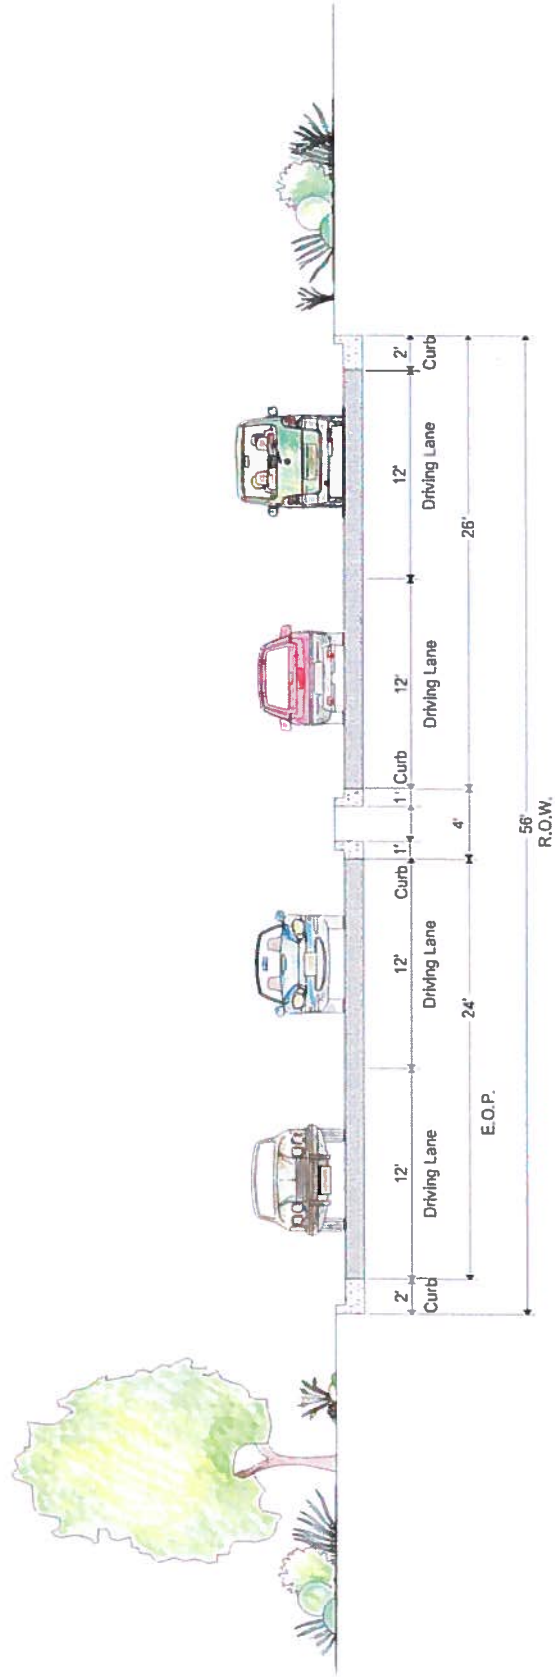 2' 12' 12' Curb 1' 1' Curb 12' 12' 2'
Curb Driving Lane Driving Lane Driving Lane Driving Lane Curb
24' 4' 26'
E.O.P.
56'
R.O.W.